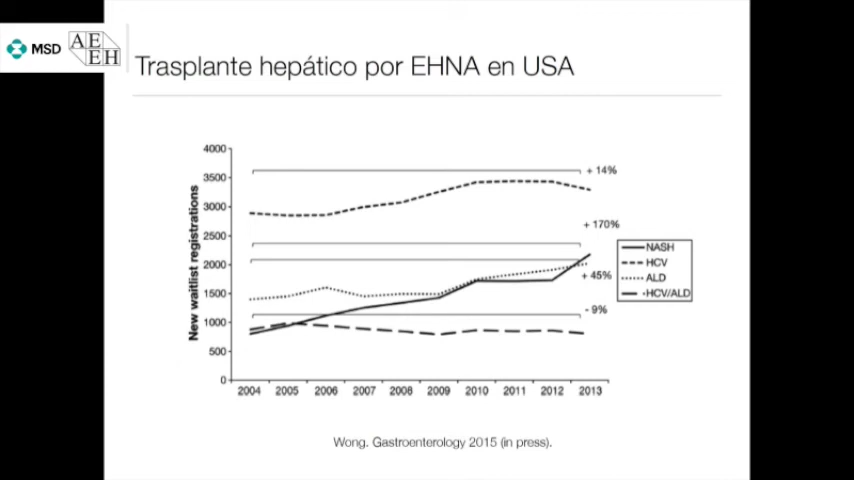 MSD
AE
EH
Trasplante hepático por EHNA en USA
New waitlist registrations
4000
3500
3000
2500
2000
1500
1000
500
0
2004 2005 2006 2007 2008 2009 2010 2011 2012 2013
+ 14%
+ 170%
+ 45%
- 9%
NASH
HCV
ALD
HCV/ALD
Wong. Gastroenterology 2015 (in press).